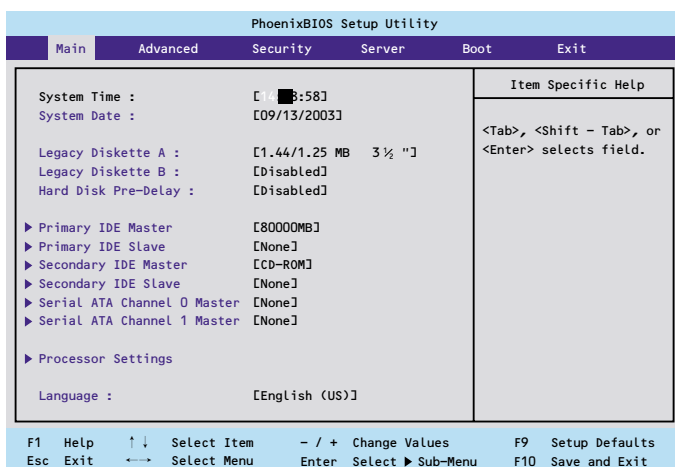 PhoenixBIOS Setup Utility
Main Advanced Security Server Boot Exit
Item Specific Help
System Time : [14: 8:58]
System Date : [09/13/2003]
<Tab>, <Shift - Tab>, or
<Enter> selects field.
Legacy Diskette A : [1.44/1.25 MB 3 ½ "]
Legacy Diskette B : [Disabled]
Hard Disk Pre-Delay : [Disabled]
▶ Primary IDE Master [80000MB]
▶ Primary IDE Slave [None]
▶ Secondary IDE Master [CD-ROM]
▶ Secondary IDE Slave [None]
▶ Serial ATA Channel 0 Master [None]
▶ Serial ATA Channel 1 Master [None]
▶ Processor Settings
Language : [English (US)]
F1 Help ↑↓ Select Item - / + Change Values F9 Setup Defaults
Esc Exit ←→ Select Menu Enter Select ▶ Sub-Menu F10 Save and Exit